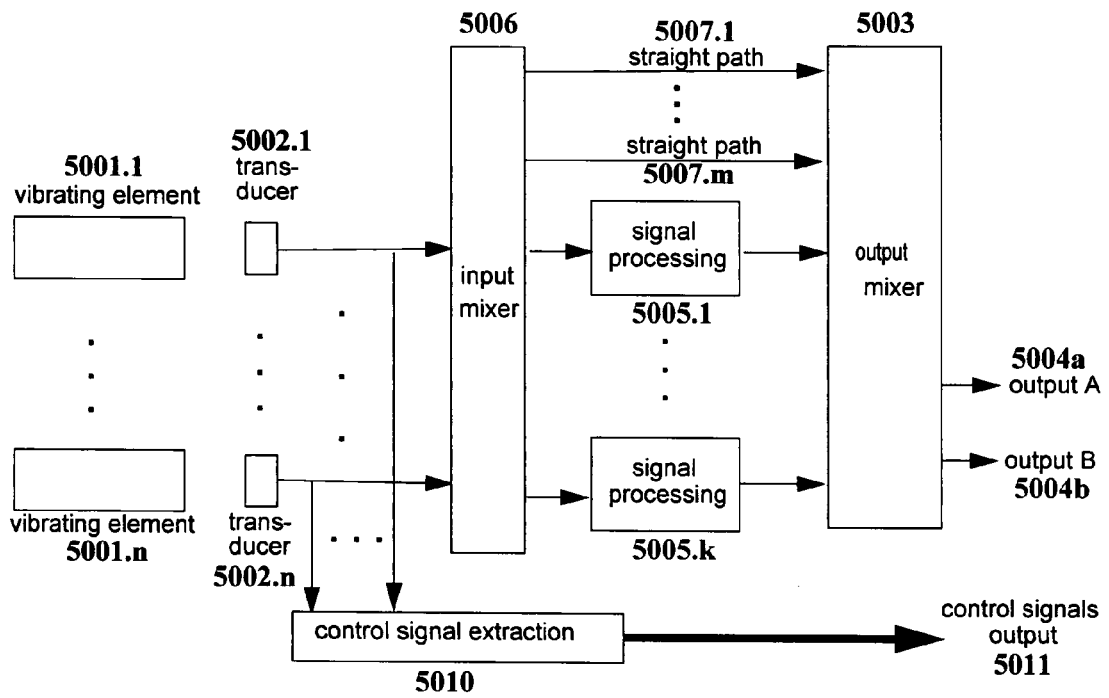 5006
5007.1
straight path
5003
straight path
5007.m
5001.1
vibrating element
5002.1
trans-
ducer
input
mixer
signal
processing
5005.1
output
mixer
5004a
output A
output B
5004b
vibrating element
5001.n
trans-
ducer
5002.n
signal
processing
5005.k
control signal extraction
5010
control signals
output
5011